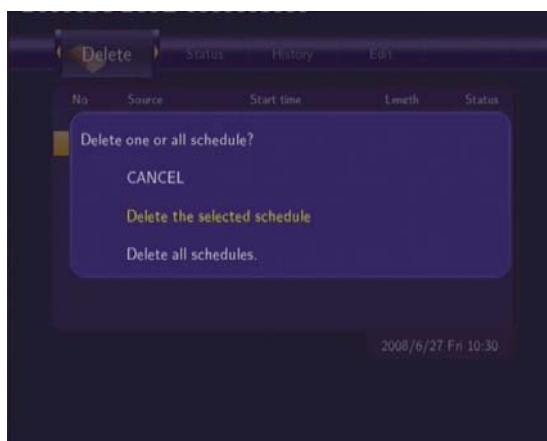 Delete Status History Edit
No Source Start time Length Status
Delete one or all schedule?
CANCEL
Delete the selected schedule
Delete all schedules.
2008/6/27 Fri 10:30